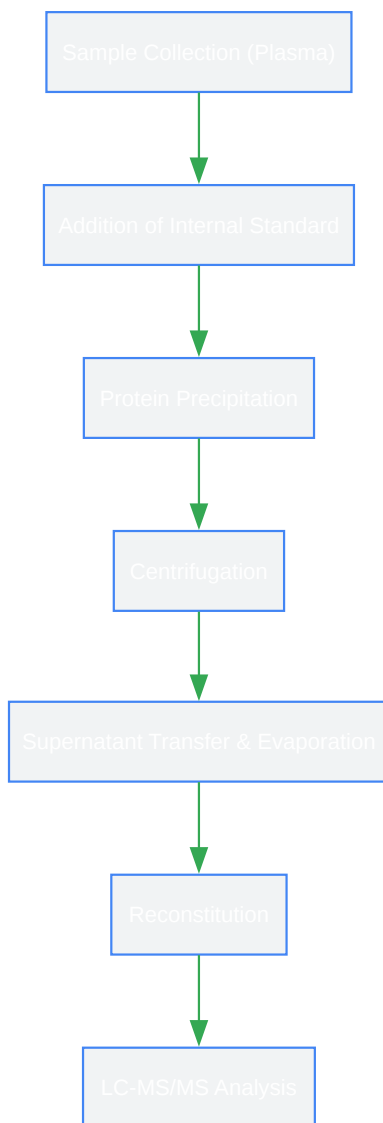 Sample Collection (Plasma)
Addition of Internal Standard
Protein Precipitation
Centrifugation
Supernatant Transfer & Evaporation
Reconstitution
LC-MS/MS Analysis